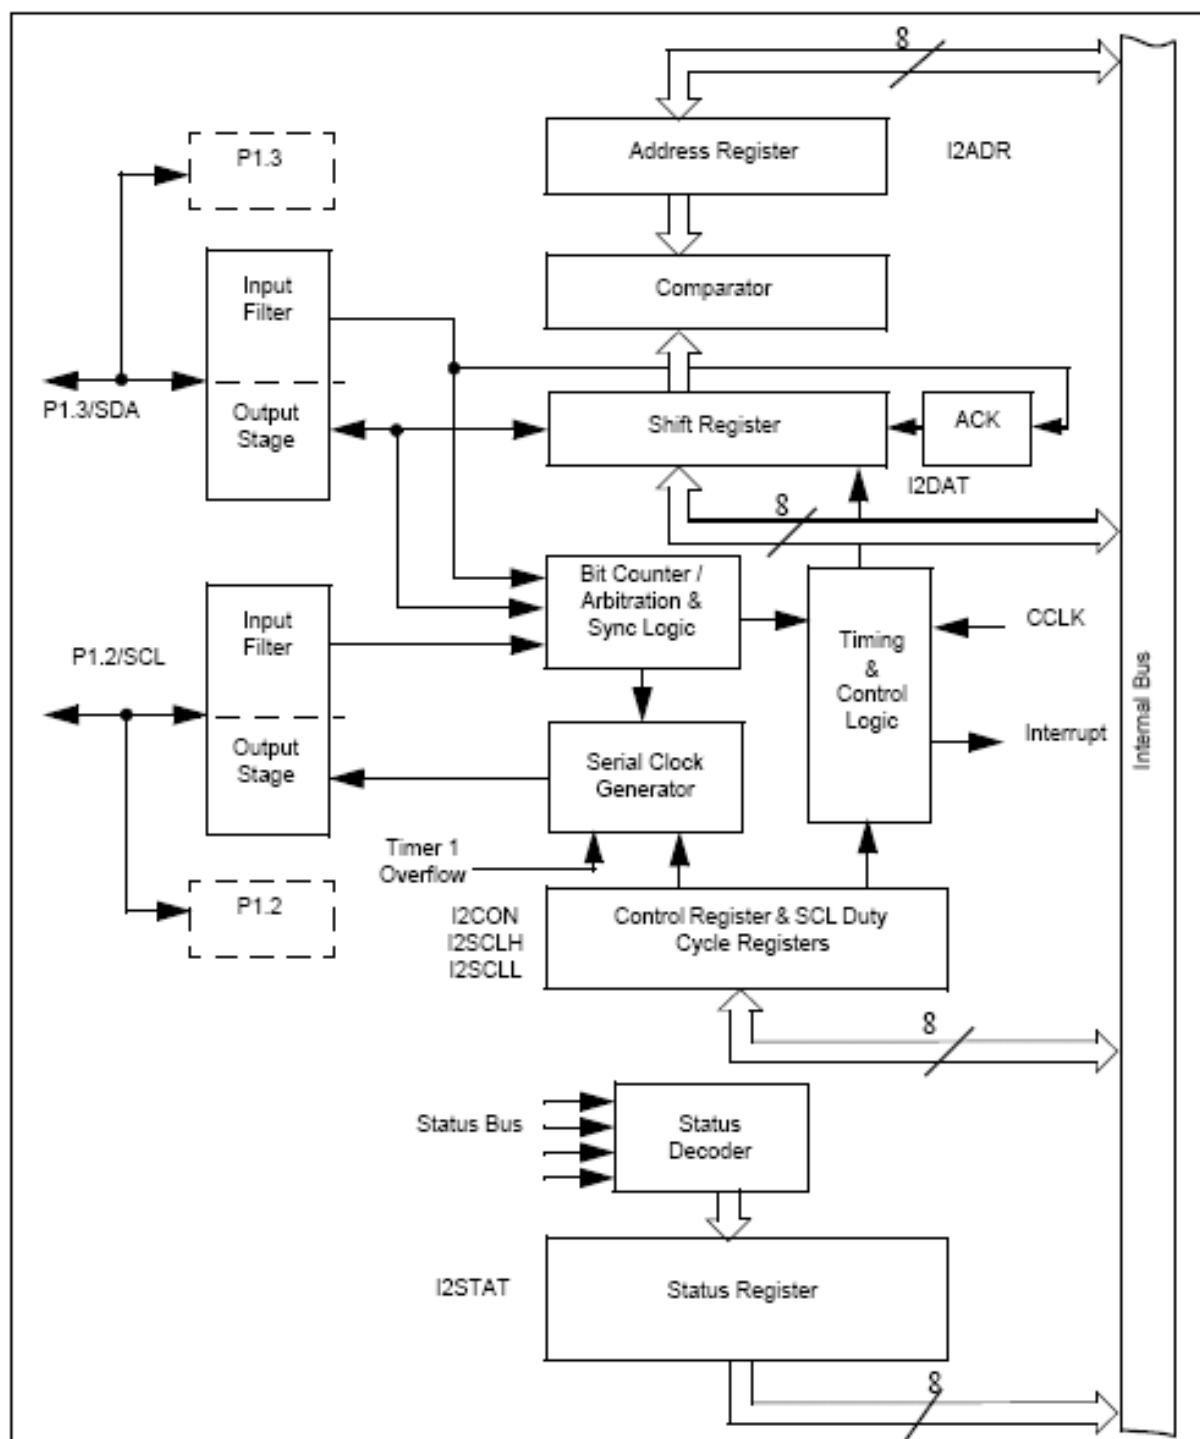 8
P1.3
Address Register
I2ADR
Input
Filter
Comparator
P1.3/SDA
Output
Stage
Shift Register
ACK
I2DAT
8
Bit Counter /
Arbitration &
Sync Logic
Input
Filter
CCLK
Timing
&
Control
Logic
P1.2/SCL
Internal Bus
Interrupt
Output
Stage
Serial Clock
Generator
Timer 1
Overflow
P1.2
I2CON
I2SCLH
I2SCLL
Control Register & SCL Duty
Cycle Registers
8
Status Bus
Status
Decoder
I2STAT
Status Register
8